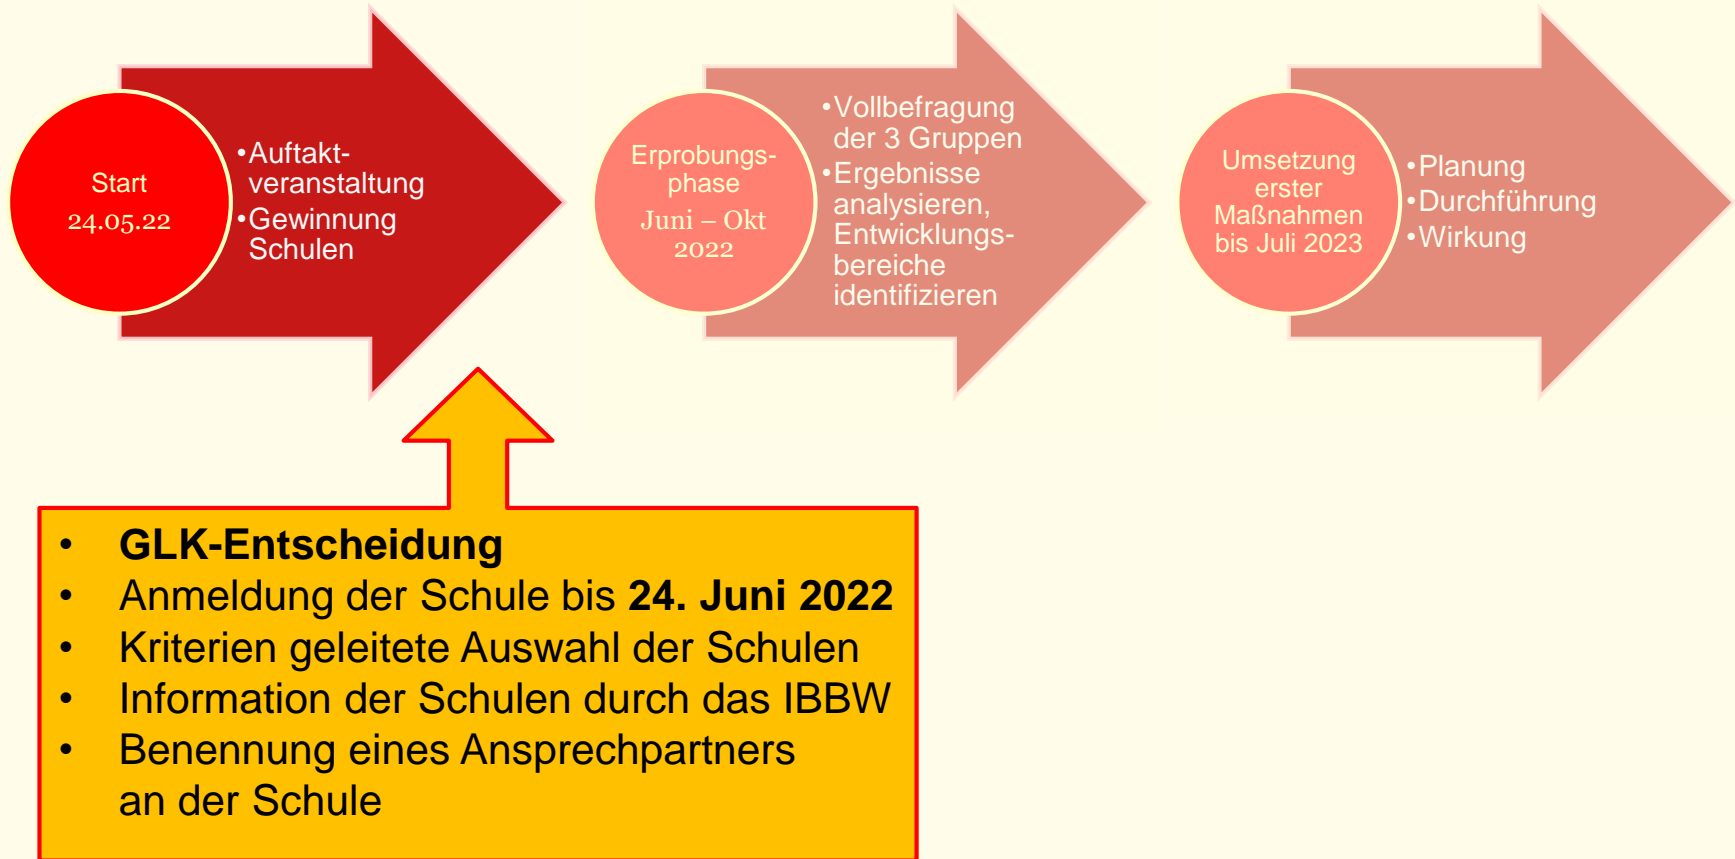 Start
24.05.22
•Auftakt-
veranstaltung
•Gewinnung
Schulen
Erprobungs-
phase
Juni – Okt
2022
•Vollbefragung
der 3 Gruppen
•Ergebnisse
analysieren,
Entwicklungs-
bereiche
identifizieren
Umsetzung
erster
Maßnahmen
bis Juli 2023
•Planung
•Durchführung
•Wirkung
• GLK-Entscheidung
• Anmeldung der Schule bis 24. Juni 2022
• Kriterien geleitete Auswahl der Schulen
• Information der Schulen durch das IBBW
• Benennung eines Ansprechpartners
an der Schule